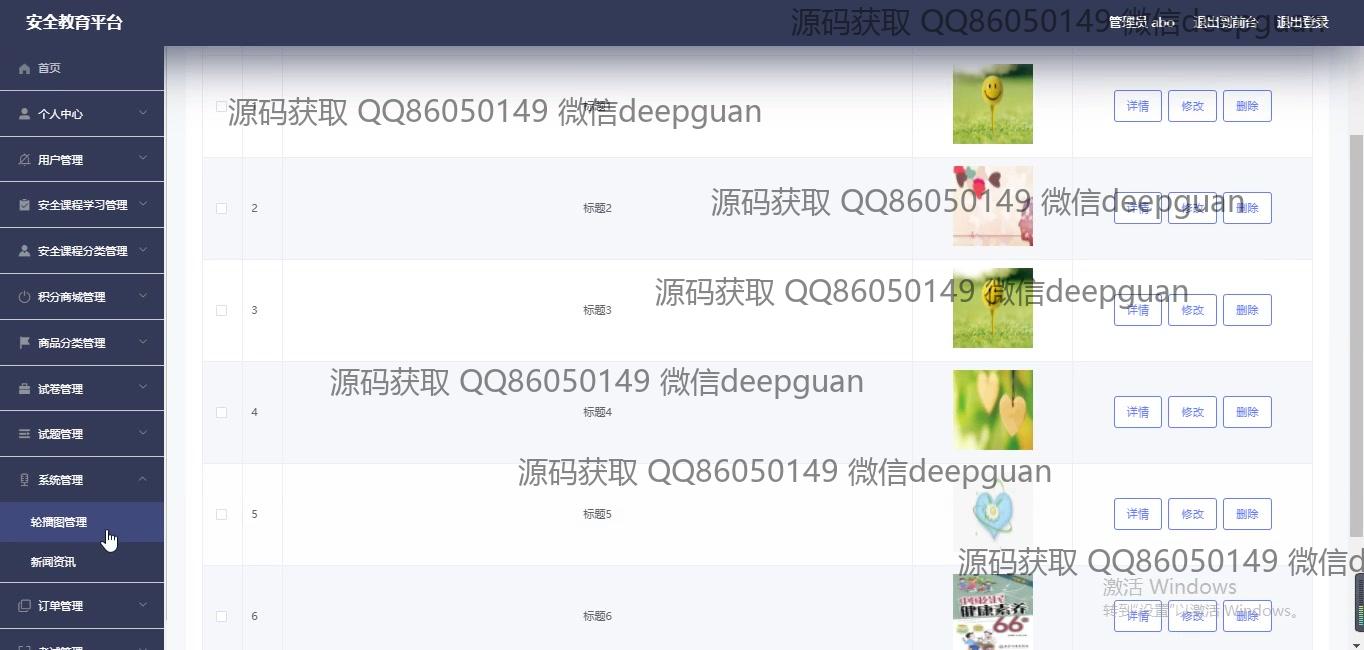 安全教育平台
管理员 abo 退出到前台 退出登录
源码获取 QQ86050149 微信deepguan
首页
个人中心
用户管理
安全课程学习管理
安全课程分类管理
积分商城管理
商品分类管理
试卷管理
试题管理
系统管理
轮播图管理
新闻资讯
订单管理
考试管理
源码获取 QQ86050149 微信deepguan
标题1
详情 修改 删除
2 标题2 详情 修改 删除
源码获取 QQ86050149 微信deepguan
3 标题3 详情 修改 删除
源码获取 QQ86050149 微信deepguan
源码获取 QQ86050149 微信deepguan
4 标题4 详情 修改 删除
源码获取 QQ86050149 微信deepguan
5 标题5 详情 修改 删除
源码获取 QQ86050149 微信d
激活 Windows
转到“设置”以激活 Windows。
6 标题6 详情 修改 删除
健康素养
66